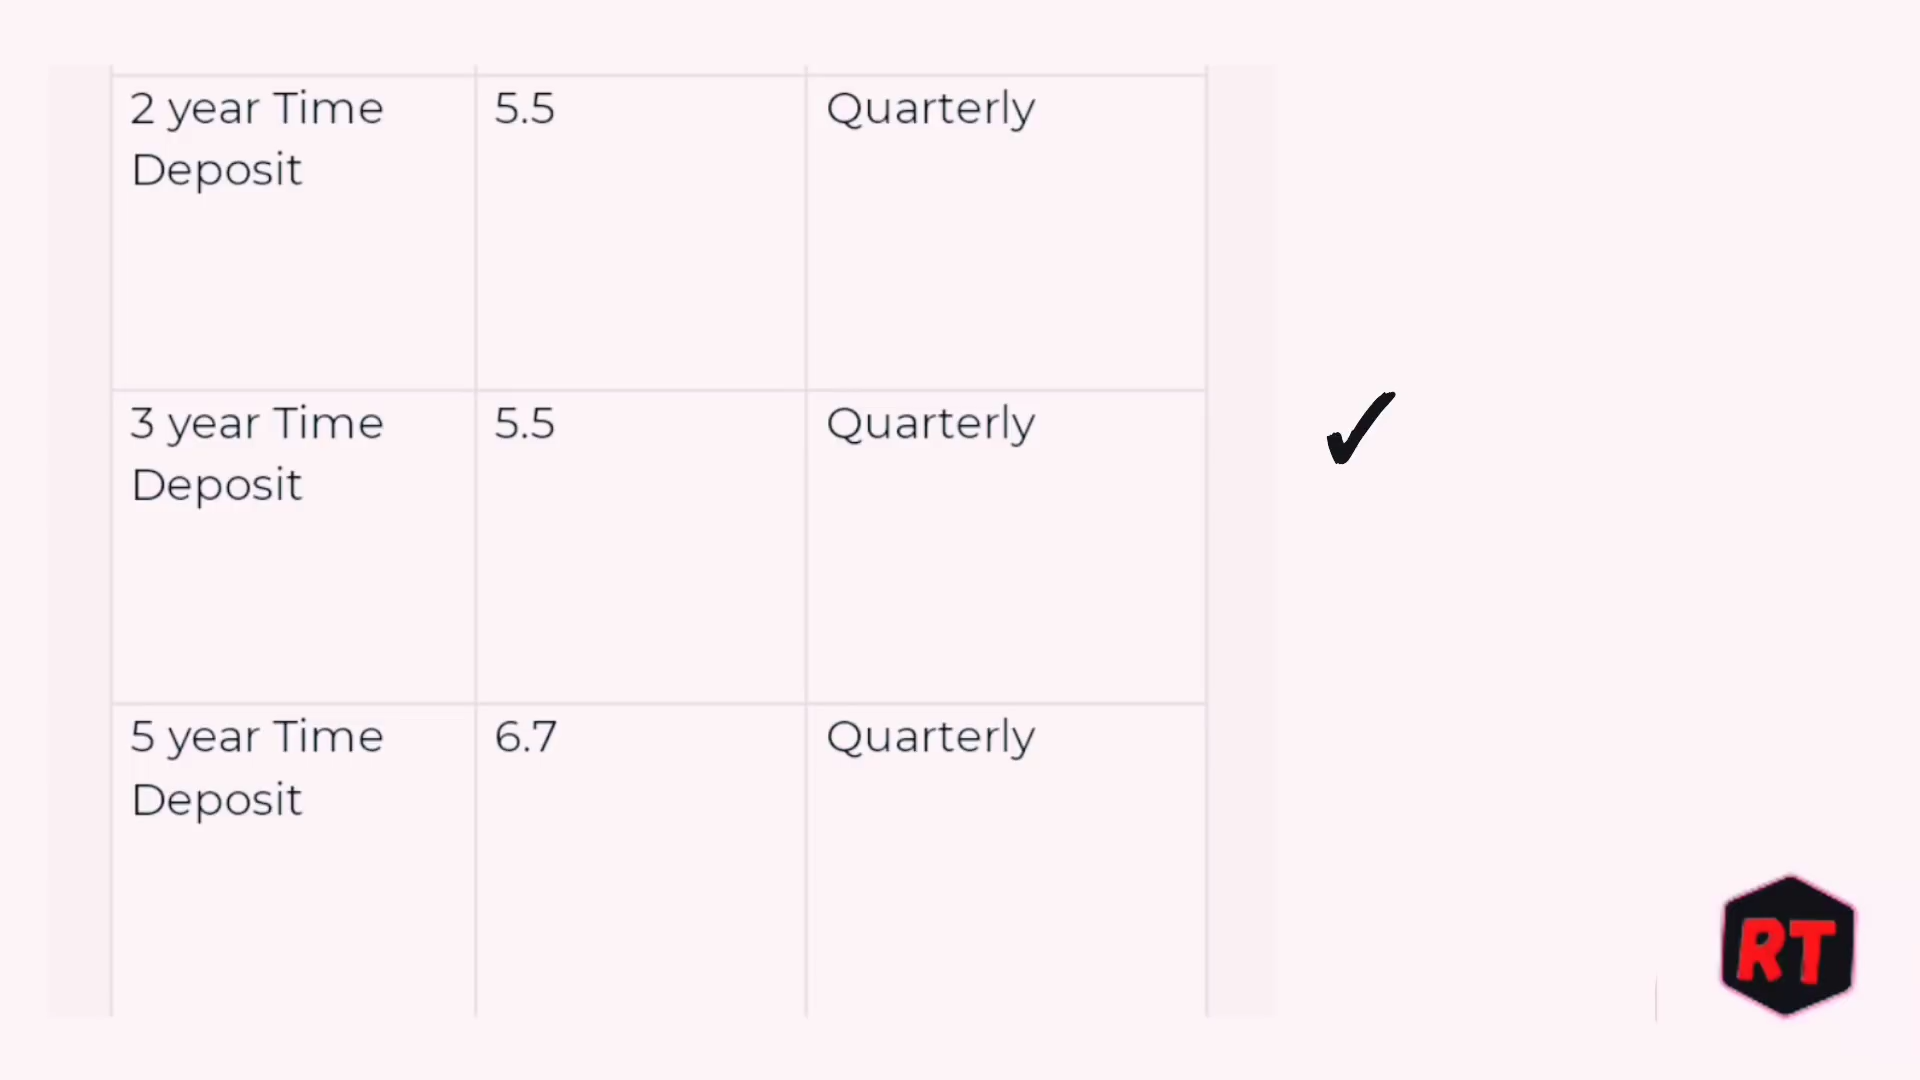 2 year Time
Deposit
5.5
Quarterly
3 year Time
Deposit
5.5
Quarterly
5 year Time
Deposit
6.7
Quarterly
RT